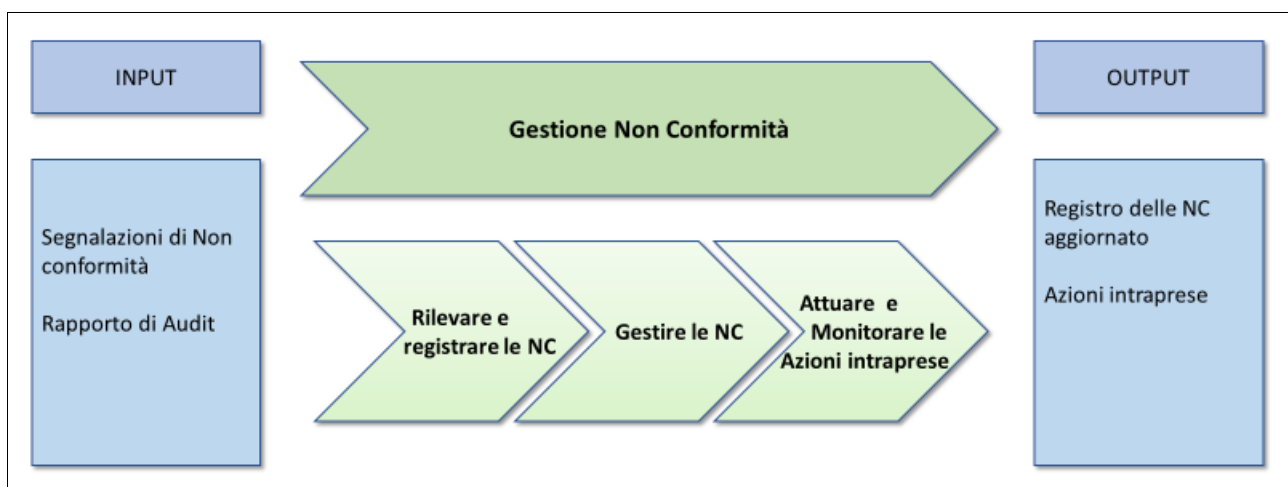 INPUT
Gestione Non Conformità
OUTPUT
Segnalazioni di Non
conformità
Rapporto di Audit
Rilevare e
registrare le NC
Gestire le NC
Attuare e
Monitorare le
Azioni intraprese
Registro delle NC
aggiornato
Azioni intraprese